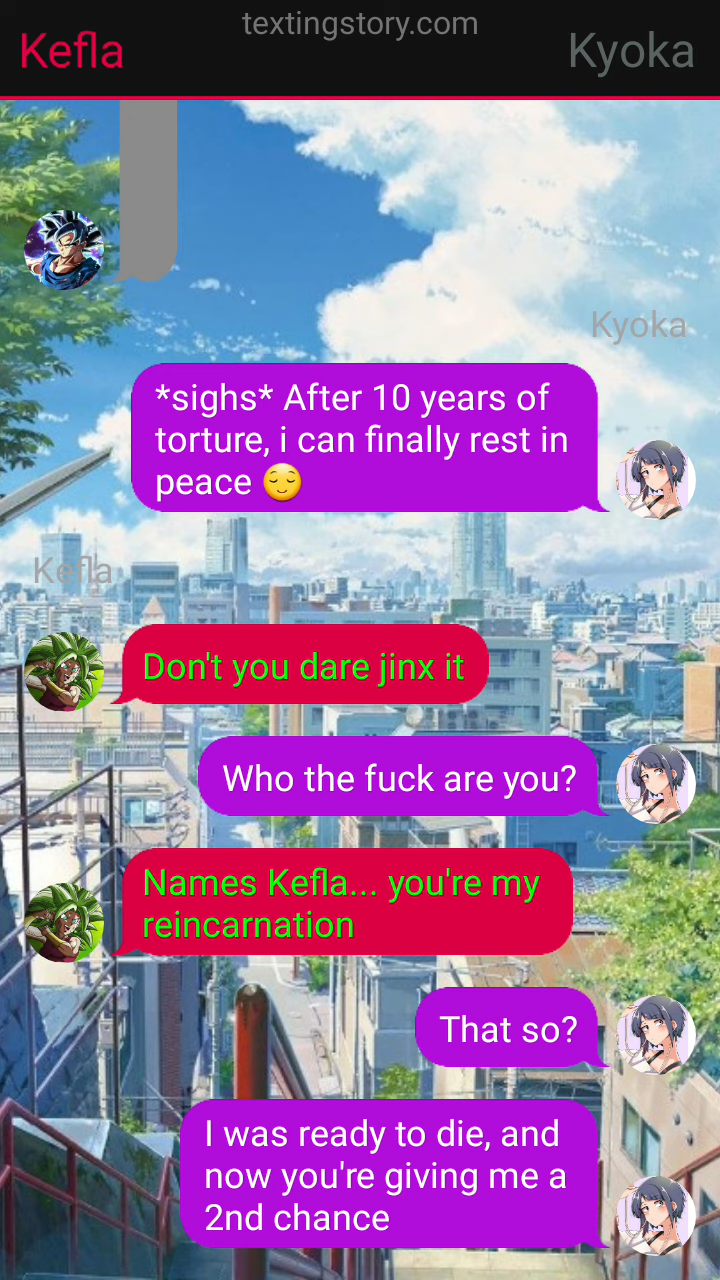 textingstory.com
Kefla
Kyoka
Kyoka
*sighs* After 10 years of
torture, i can finally rest in
peace 😌
Kefla
Don't you dare jinx it
Who the fuck are you?
Names Kefla... you're my
reincarnation
That so?
I was ready to die, and
now you're giving me a
2nd chance